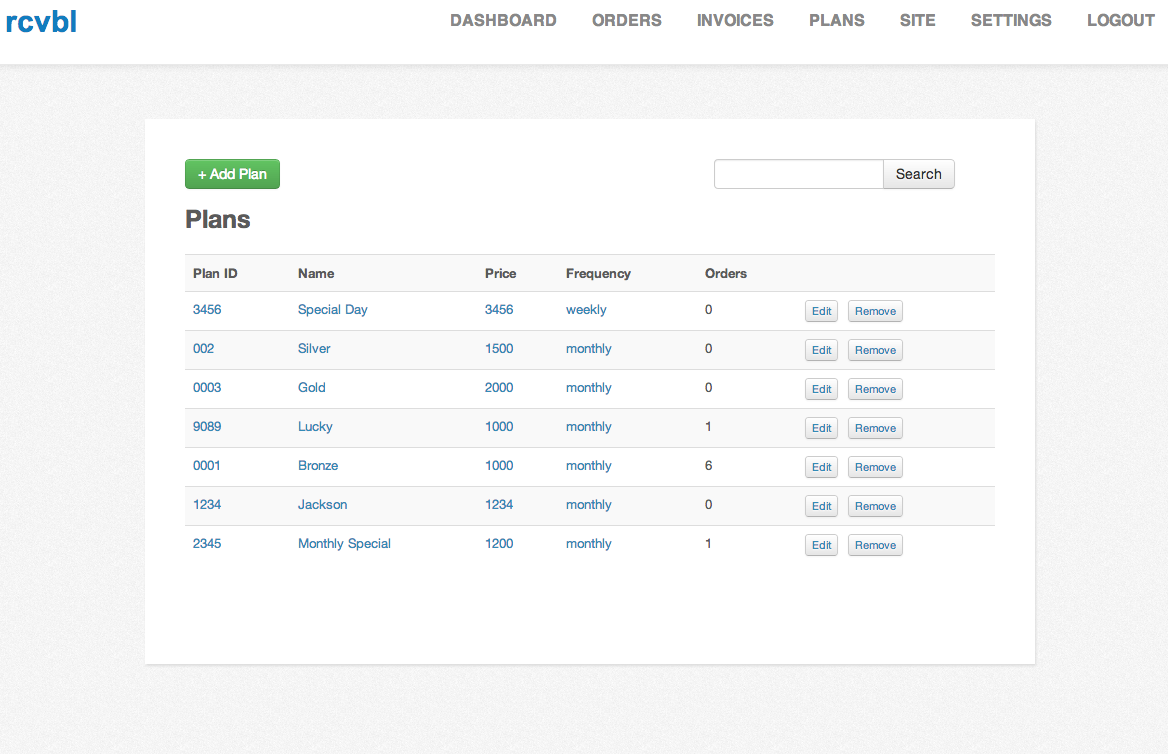 rcvbl DASHBOARD ORDERS INVOICES PLANS SITE SETTINGS LOGOUT
+ Add Plan Search
Plans
Plan ID Name Price Frequency Orders
3456 Special Day 3456 weekly 0 Edit Remove
002 Silver 1500 monthly 0 Edit Remove
0003 Gold 2000 monthly 0 Edit Remove
9089 Lucky 1000 monthly 1 Edit Remove
0001 Bronze 1000 monthly 6 Edit Remove
1234 Jackson 1234 monthly 0 Edit Remove
2345 Monthly Special 1200 monthly 1 Edit Remove